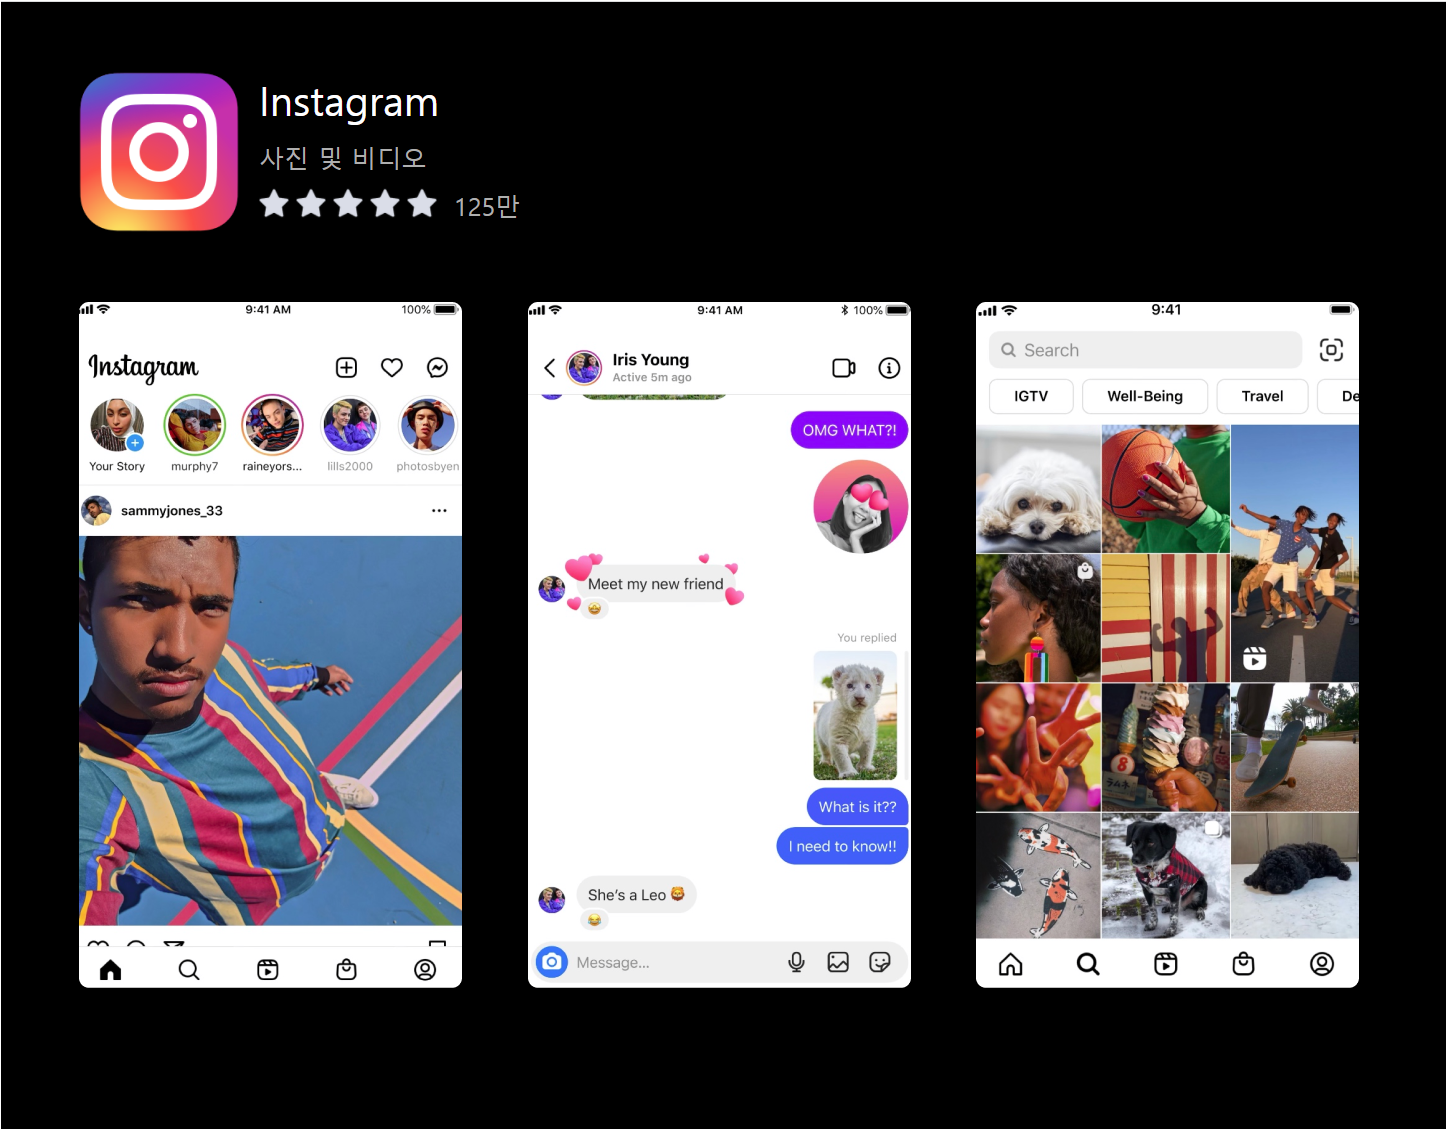 Instagram
사진 및 비디오
125만
9:41 AM
100%
Instagram
Your Story
murphy7
raineyors...
lills2000
photosbyen
sammyjones_33
9:41 AM
100%
Iris Young
Active 5m ago
OMG WHAT?!
Meet my new friend
You replied
What is it??
I need to know!!
She's a Leo
Message...
9:41
Search
IGTV
Well-Being
Travel
De
8